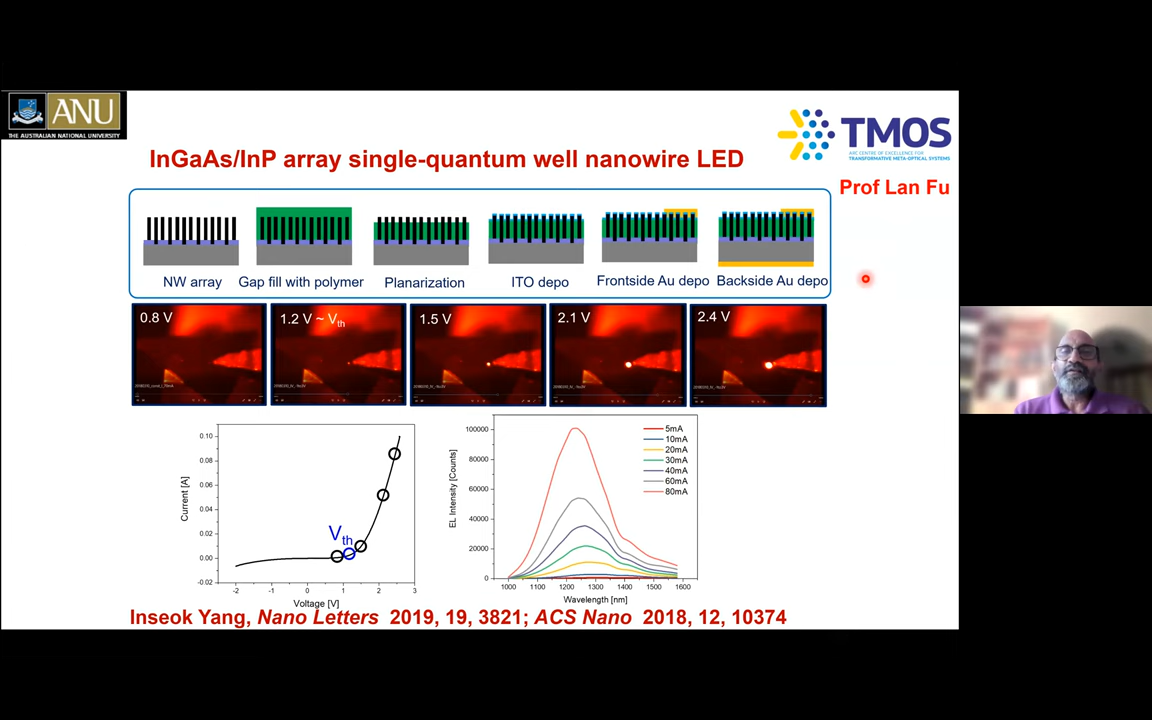 ANU
THE AUSTRALIAN NATIONAL UNIVERSITY
TMOS
ARC CENTRE OF EXCELLENCE FOR
TRANSFORMATIVE META-OPTICAL SYSTEMS
InGaAs/InP array single-quantum well nanowire LED
Prof Lan Fu
NW array
Gap fill with polymer
Planarization
ITO depo
Frontside Au depo
Backside Au depo
0.8 V
1.2 V ~ Vth
1.5 V
2.1 V
2.4 V
Current [A]
0.10
0.08
0.06
0.04
0.02
0.00
-0.02
Vth
-2
-1
0
1
2
3
Voltage [V]
EL Intensity [Counts]
100000
80000
60000
40000
20000
0
5mA
10mA
20mA
30mA
40mA
60mA
80mA
1000
1100
1200
1300
1400
1500
1600
Wavelength [nm]
Inseok Yang, Nano Letters 2019, 19, 3821; ACS Nano 2018, 12, 10374